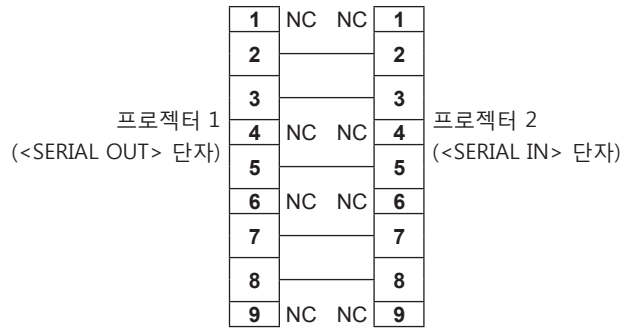 1 NC NC 1
2 2
3 3
프로젝터 1
(<SERIAL OUT> 단자)
프로젝터 2
(<SERIAL IN> 단자)
4 NC NC 4
5 5
6 NC NC 6
7 7
8 8
9 NC NC 9